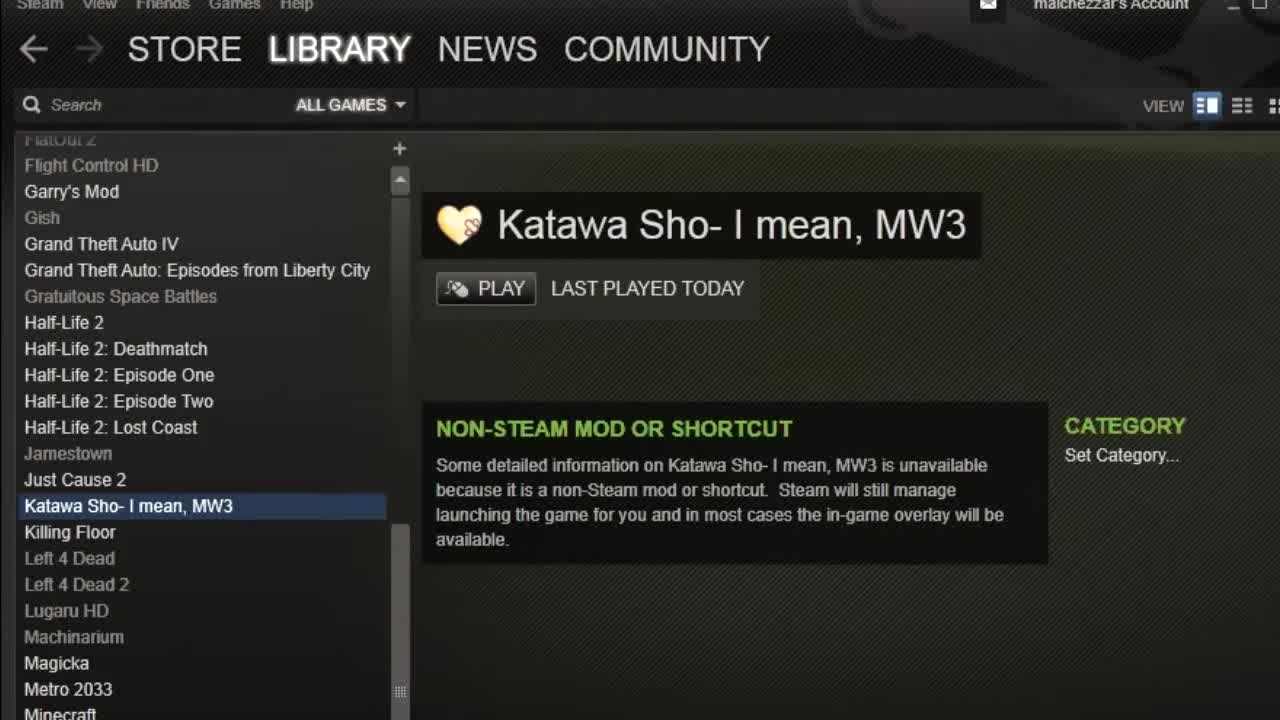 Steam View Friends Games Help
malchezzar's Account
STORE LIBRARY NEWS COMMUNITY
Search
ALL GAMES
VIEW
FlatOut 2
Flight Control HD
Garry's Mod
Gish
Grand Theft Auto IV
Grand Theft Auto: Episodes from Liberty City
Gratuitous Space Battles
Half-Life 2
Half-Life 2: Deathmatch
Half-Life 2: Episode One
Half-Life 2: Episode Two
Half-Life 2: Lost Coast
Jamestown
Just Cause 2
Katawa Sho- I mean, MW3
Killing Floor
Left 4 Dead
Left 4 Dead 2
Lugaru HD
Machinarium
Magicka
Metro 2033
Minecraft
Katawa Sho- I mean, MW3
PLAY
LAST PLAYED TODAY
NON-STEAM MOD OR SHORTCUT
Some detailed information on Katawa Sho- I mean, MW3 is unavailable
because it is a non-Steam mod or shortcut. Steam will still manage
launching the game for you and in most cases the in-game overlay will be
available.
CATEGORY
Set Category...